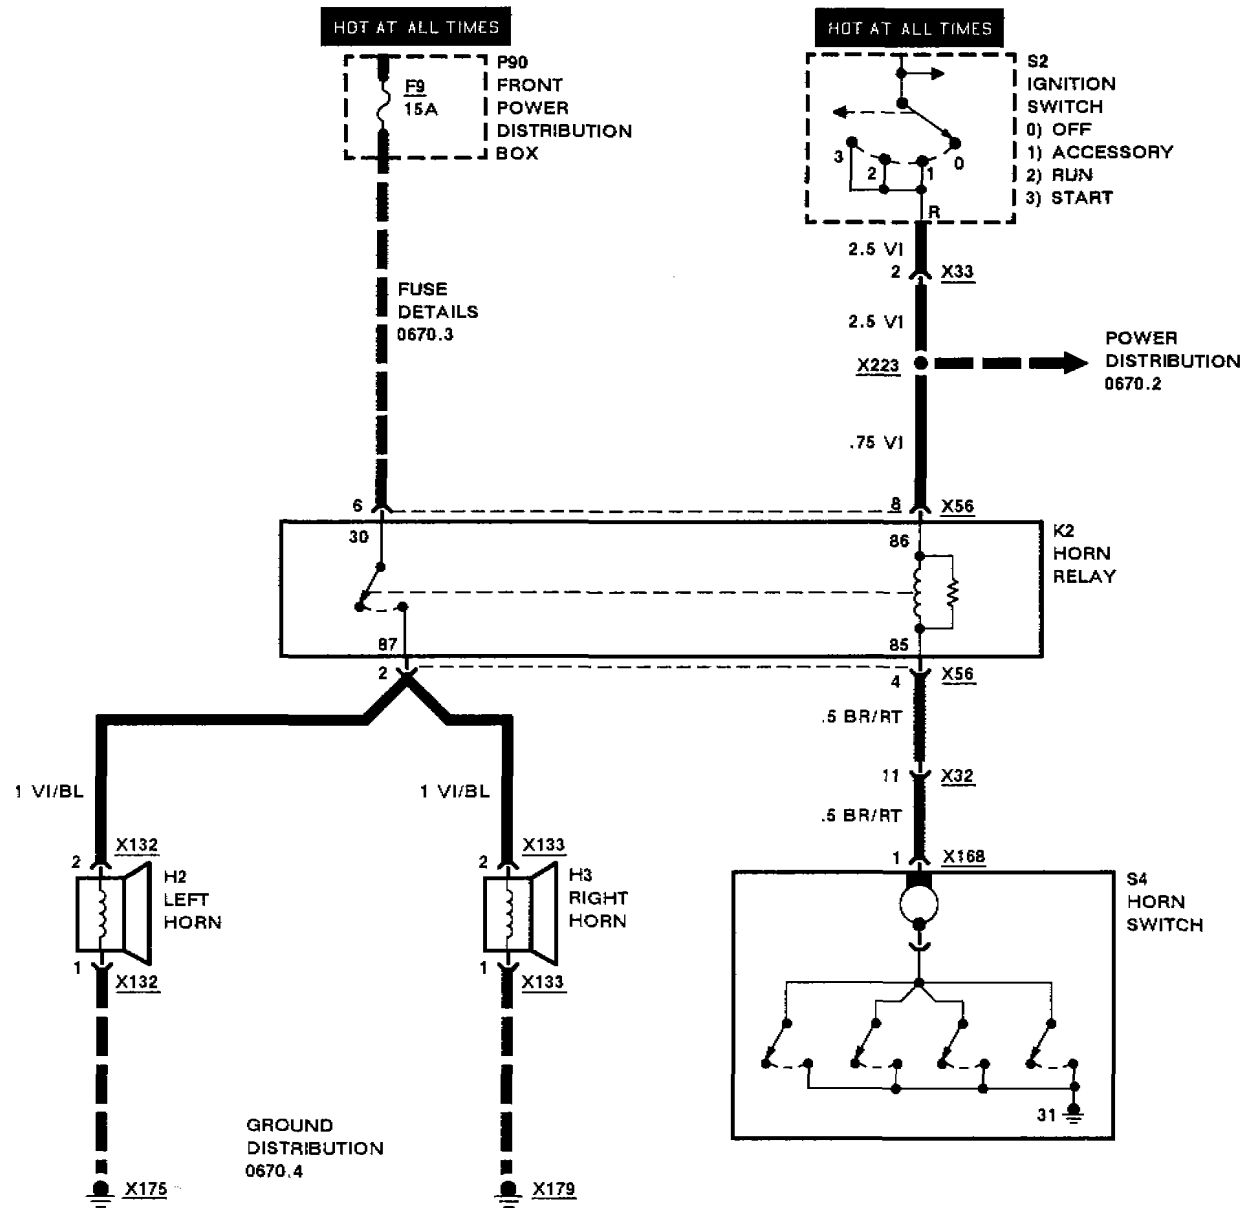 HOT AT ALL TIMES
HOT AT ALL TIMES
P90
FRONT
POWER
DISTRIBUTION
BOX
F9
15A
S2
IGNITION
SWITCH
0) OFF
1) ACCESSORY
2) RUN
3) START
3
2
1
0
R
2.5 VI
2
X33
FUSE
DETAILS
0670.3
2.5 VI
X223
POWER
DISTRIBUTION
0670.2
.75 VI
6
8
X56
30
86
K2
HORN
RELAY
87
85
2
4
X56
.5 BR/RT
11
X32
1 VI/BL
1 VI/BL
.5 BR/RT
2
X132
2
X133
1
X168
H2
LEFT
HORN
H3
RIGHT
HORN
S4
HORN
SWITCH
1
X132
1
X133
31
GROUND
DISTRIBUTION
0670.4
X175
X179